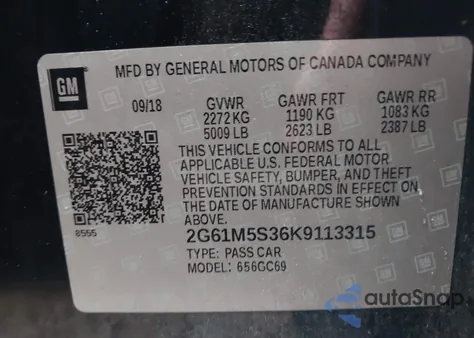 MFD BY GENERAL MOTORS OF CANADA COMPANY
GM
09/18 GVWR GAWR FRT GAWR RR
2272 KG 1190 KG 1083 KG
5009 LB 2623 LB 2387 LB
THIS VEHICLE CONFORMS TO ALL
APPLICABLE U.S. FEDERAL MOTOR
VEHICLE SAFETY, BUMPER, AND THEFT
PREVENTION STANDARDS IN EFFECT ON
THE DATE OF MANUFACTURE SHOWN
ABOVE.
8555
2G61M5S36K9113315
TYPE: PASS CAR
MODEL: 6S6GC69
autoSnap